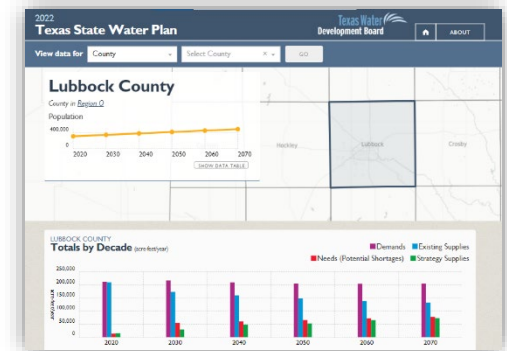 2022
Texas State Water Plan
Texas Water
Development Board
ABOUT
View data for County Select County × GO
Lubbock County
County in Region O
Population
400,000
0
2020 2030 2040 2050 2060 2070
SHOW DATA TABLE
Hockley Lubbock Crosby
LUBBOCK COUNTY
Totals by Decade (acre-feet/year)
Demands Existing Supplies
Needs (Potential Shortages) Strategy Supplies
250,000
200,000
150,000
100,000
50,000
0
acre-feet/year
2020 2030 2040 2050 2060 2070